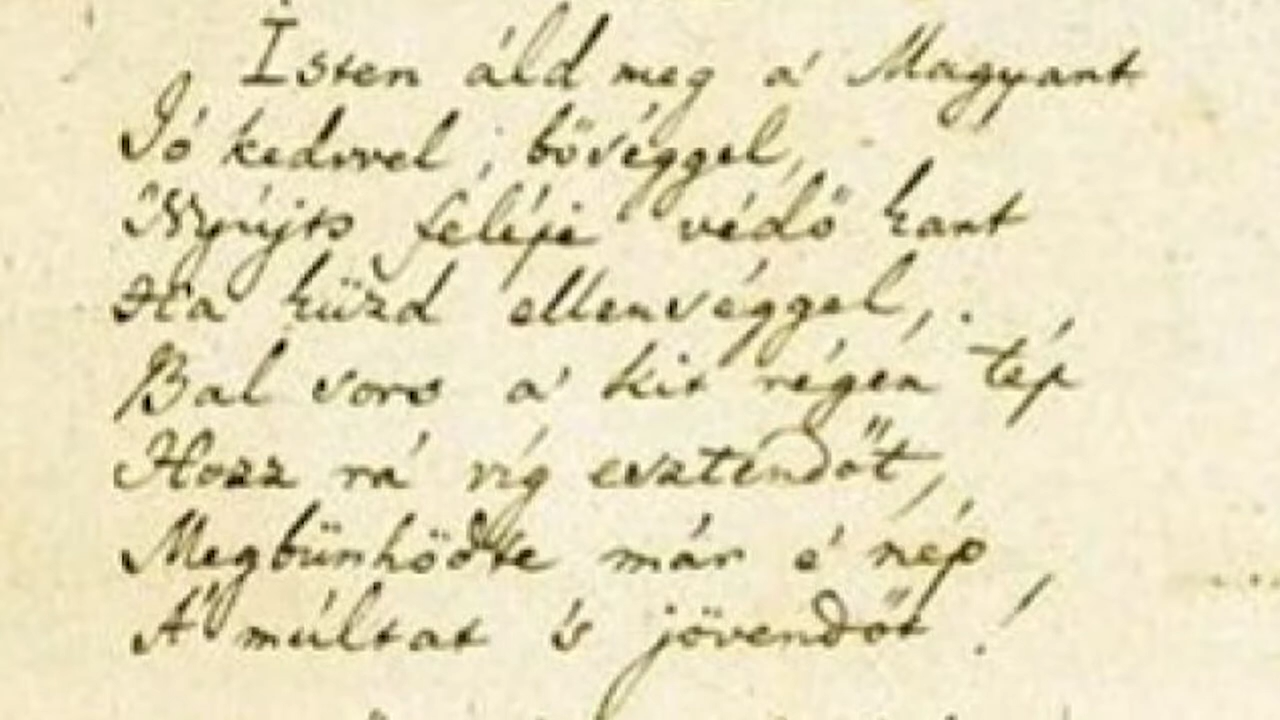 Isten áld meg a' Magyart
Jó kedvvel, bőséggel,
Nyújts feléje védő kart
Ha küzd ellenséggel,
Bal sors a' kit régen tép
Hozz rá víg esztendőt,
Megbünhődte már é nép
A' múltat 's jövendőt!